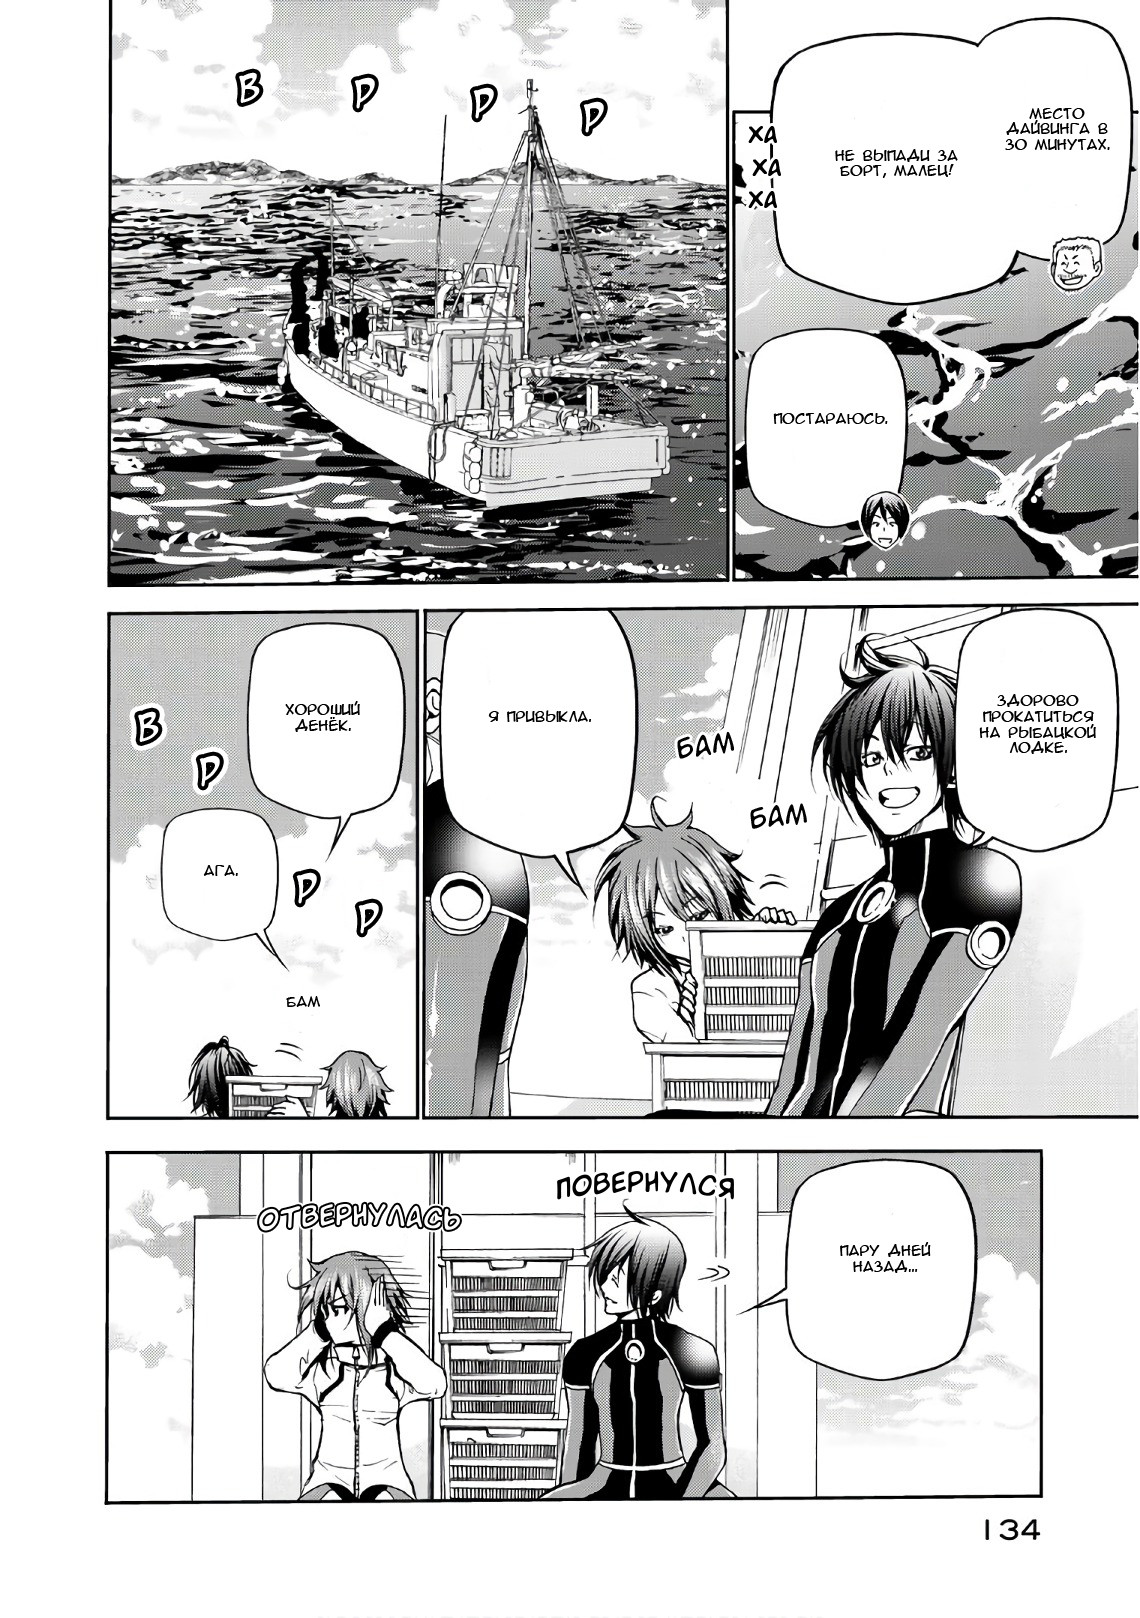 МЕСТО
ДАЙВИНГА В
30 МИНУТАХ.
НЕ ВЫПАДИ ЗА
БОРТ, МАЛЕЦ!
ХА
ХА
ХА
ПОСТАРАЮСЬ.
В
Р
Р
Р
ЗДОРОВО
ПРОКАТИТЬСЯ
НА РЫБАЦКОЙ
ЛОДКЕ.
БАМ
БАМ
Я ПРИВЫКЛА.
ХОРОШИЙ
ДЕНЁК.
В
Р
Р
Р
АГА.
БАМ
ПАРУ ДНЕЙ
НАЗАД...
ПОВЕРНУЛСЯ
ОТВЕРНУЛАСЬ
134